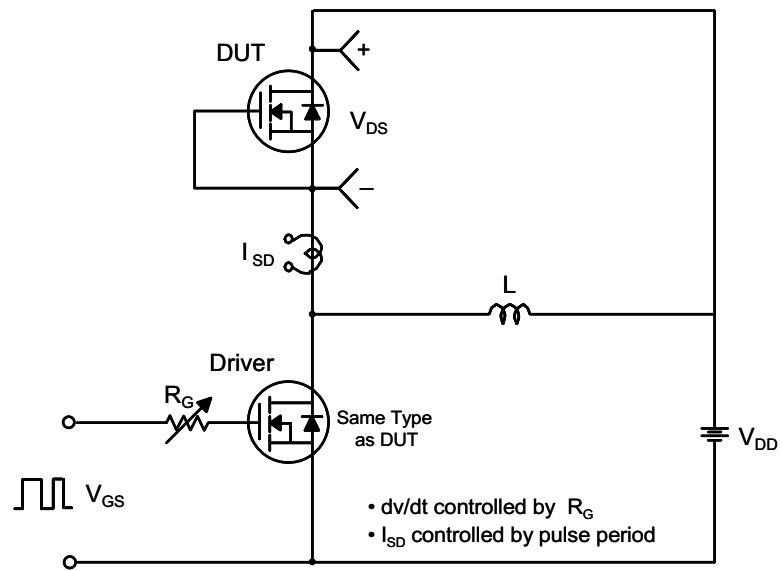 DUT
+
V_DS
–
I_SD
L
Driver
R_G
Same Type
as DUT
V_DD
V_GS
• dv/dt controlled by R_G
• I_SD controlled by pulse period